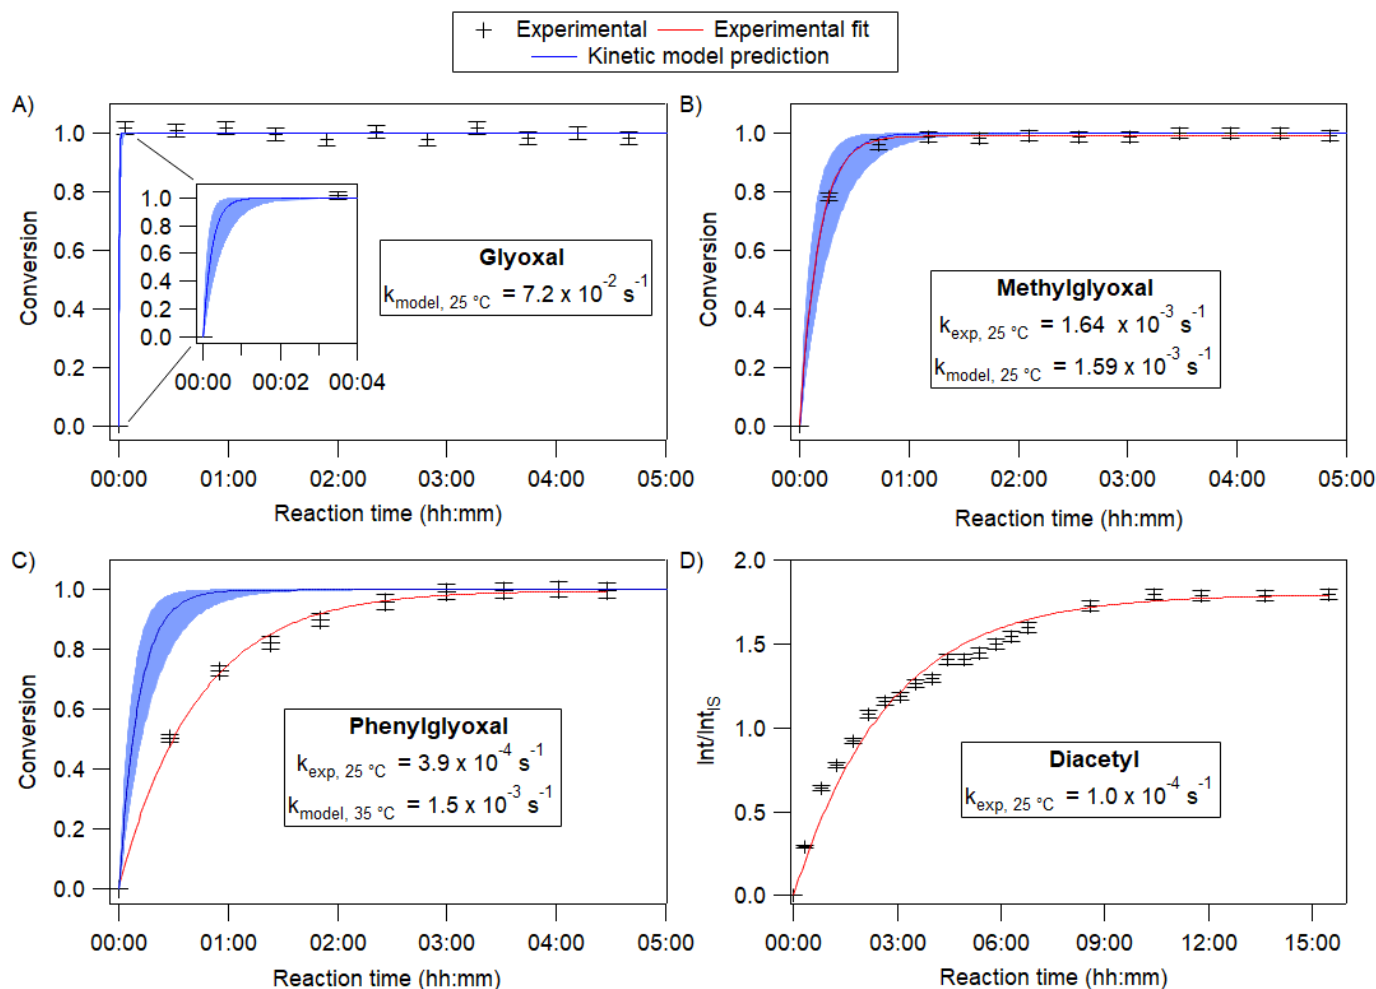 Experimental
Experimental fit
Kinetic model prediction
A)
1.0
0.8
0.6
0.4
0.2
0.0
Conversion
1.0
0.8
0.6
0.4
0.2
0.0
00:00 00:02 00:04
Glyoxal
k model, 25 °C = 7.2 x 10-2 s-1
00:00 01:00 02:00 03:00 04:00 05:00
Reaction time (hh:mm)
B)
1.0
0.8
0.6
0.4
0.2
0.0
Conversion
Methylglyoxal
k exp, 25 °C = 1.64 x 10-3 s-1
k model, 25 °C = 1.59 x 10-3 s-1
00:00 01:00 02:00 03:00 04:00 05:00
Reaction time (hh:mm)
C)
1.0
0.8
0.6
0.4
0.2
0.0
Conversion
Phenylglyoxal
k exp, 25 °C = 3.9 x 10-4 s-1
k model, 35 °C = 1.5 x 10-3 s-1
00:00 01:00 02:00 03:00 04:00 05:00
Reaction time (hh:mm)
D)
2.0
1.5
1.0
0.5
0.0
Int/Int IS
Diacetyl
k exp, 25 °C = 1.0 x 10-4 s-1
00:00 03:00 06:00 09:00 12:00 15:00
Reaction time (hh:mm)